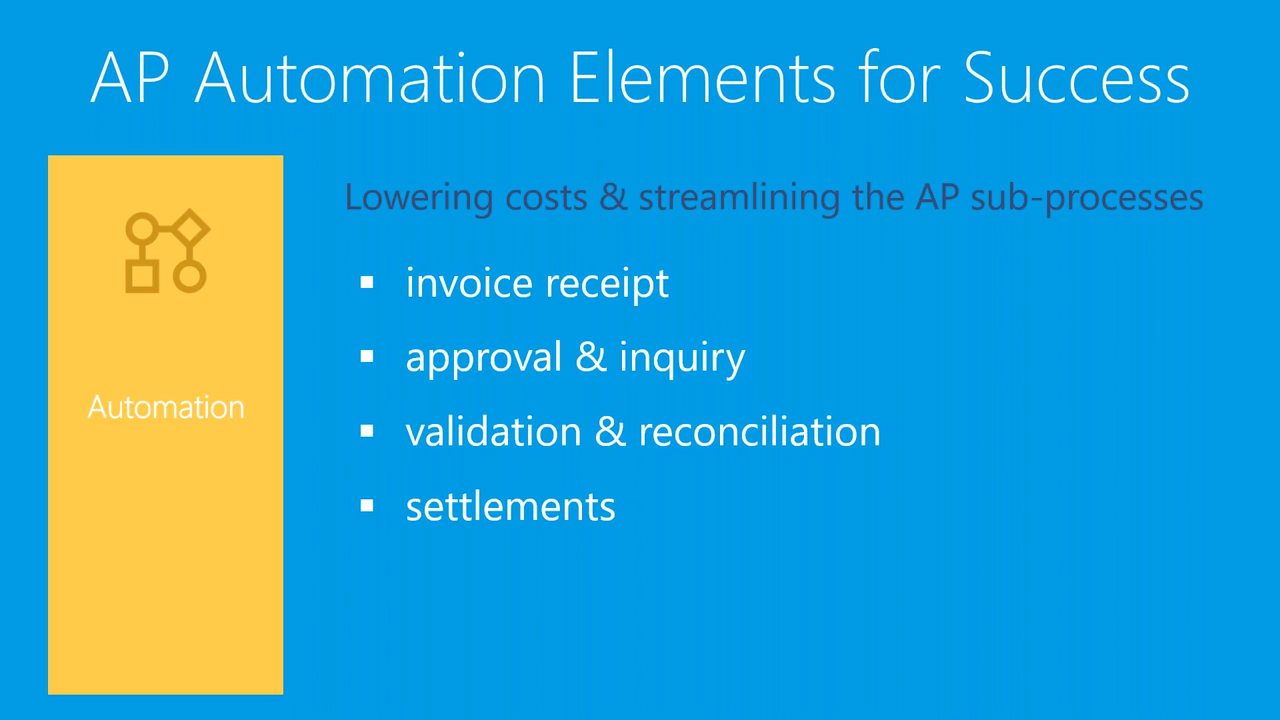 AP Automation Elements for Success
Automation
Lowering costs & streamlining the AP sub-processes
▪ invoice receipt
▪ approval & inquiry
▪ validation & reconciliation
▪ settlements